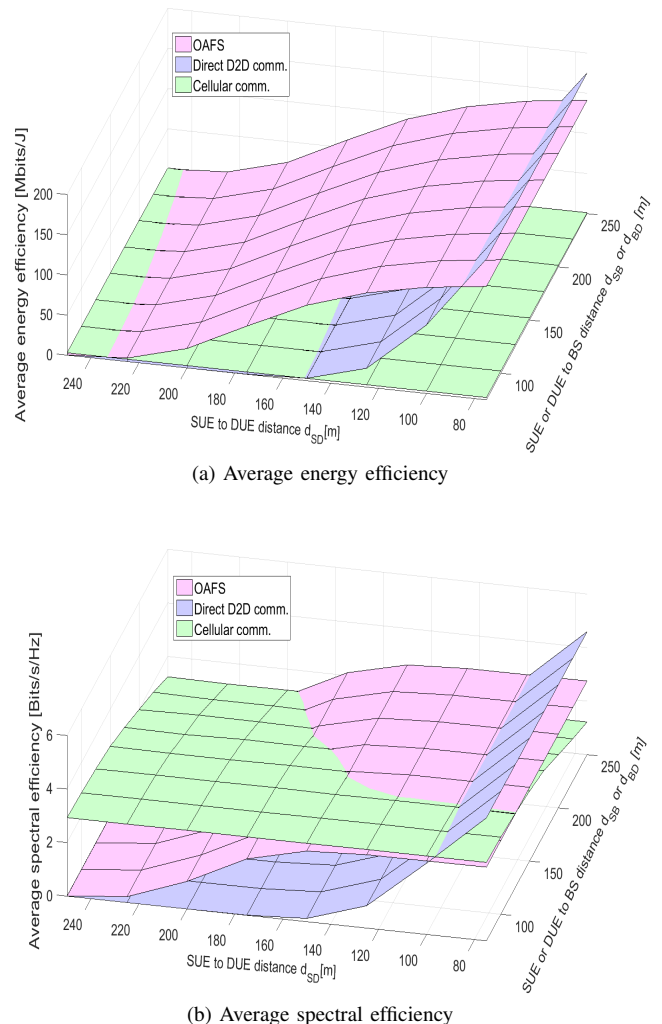 OAFS
Direct D2D comm.
Cellular comm.
Average energy efficiency [Mbits/J]
200
150
100
50
0
240
220
200
180
160
140
120
100
80
SUE to DUE distance d_SD[m]
100
150
200
250
SUE or DUE to BS distance d_SB or d_BD [m]
(a) Average energy efficiency
OAFS
Direct D2D comm.
Cellular comm.
Average spectral efficiency [Bits/s/Hz]
6
4
2
0
240
220
200
180
160
140
120
100
80
SUE to DUE distance d_SD[m]
100
150
200
250
SUE or DUE to BS distance d_SB or d_BD [m]
(b) Average spectral efficiency